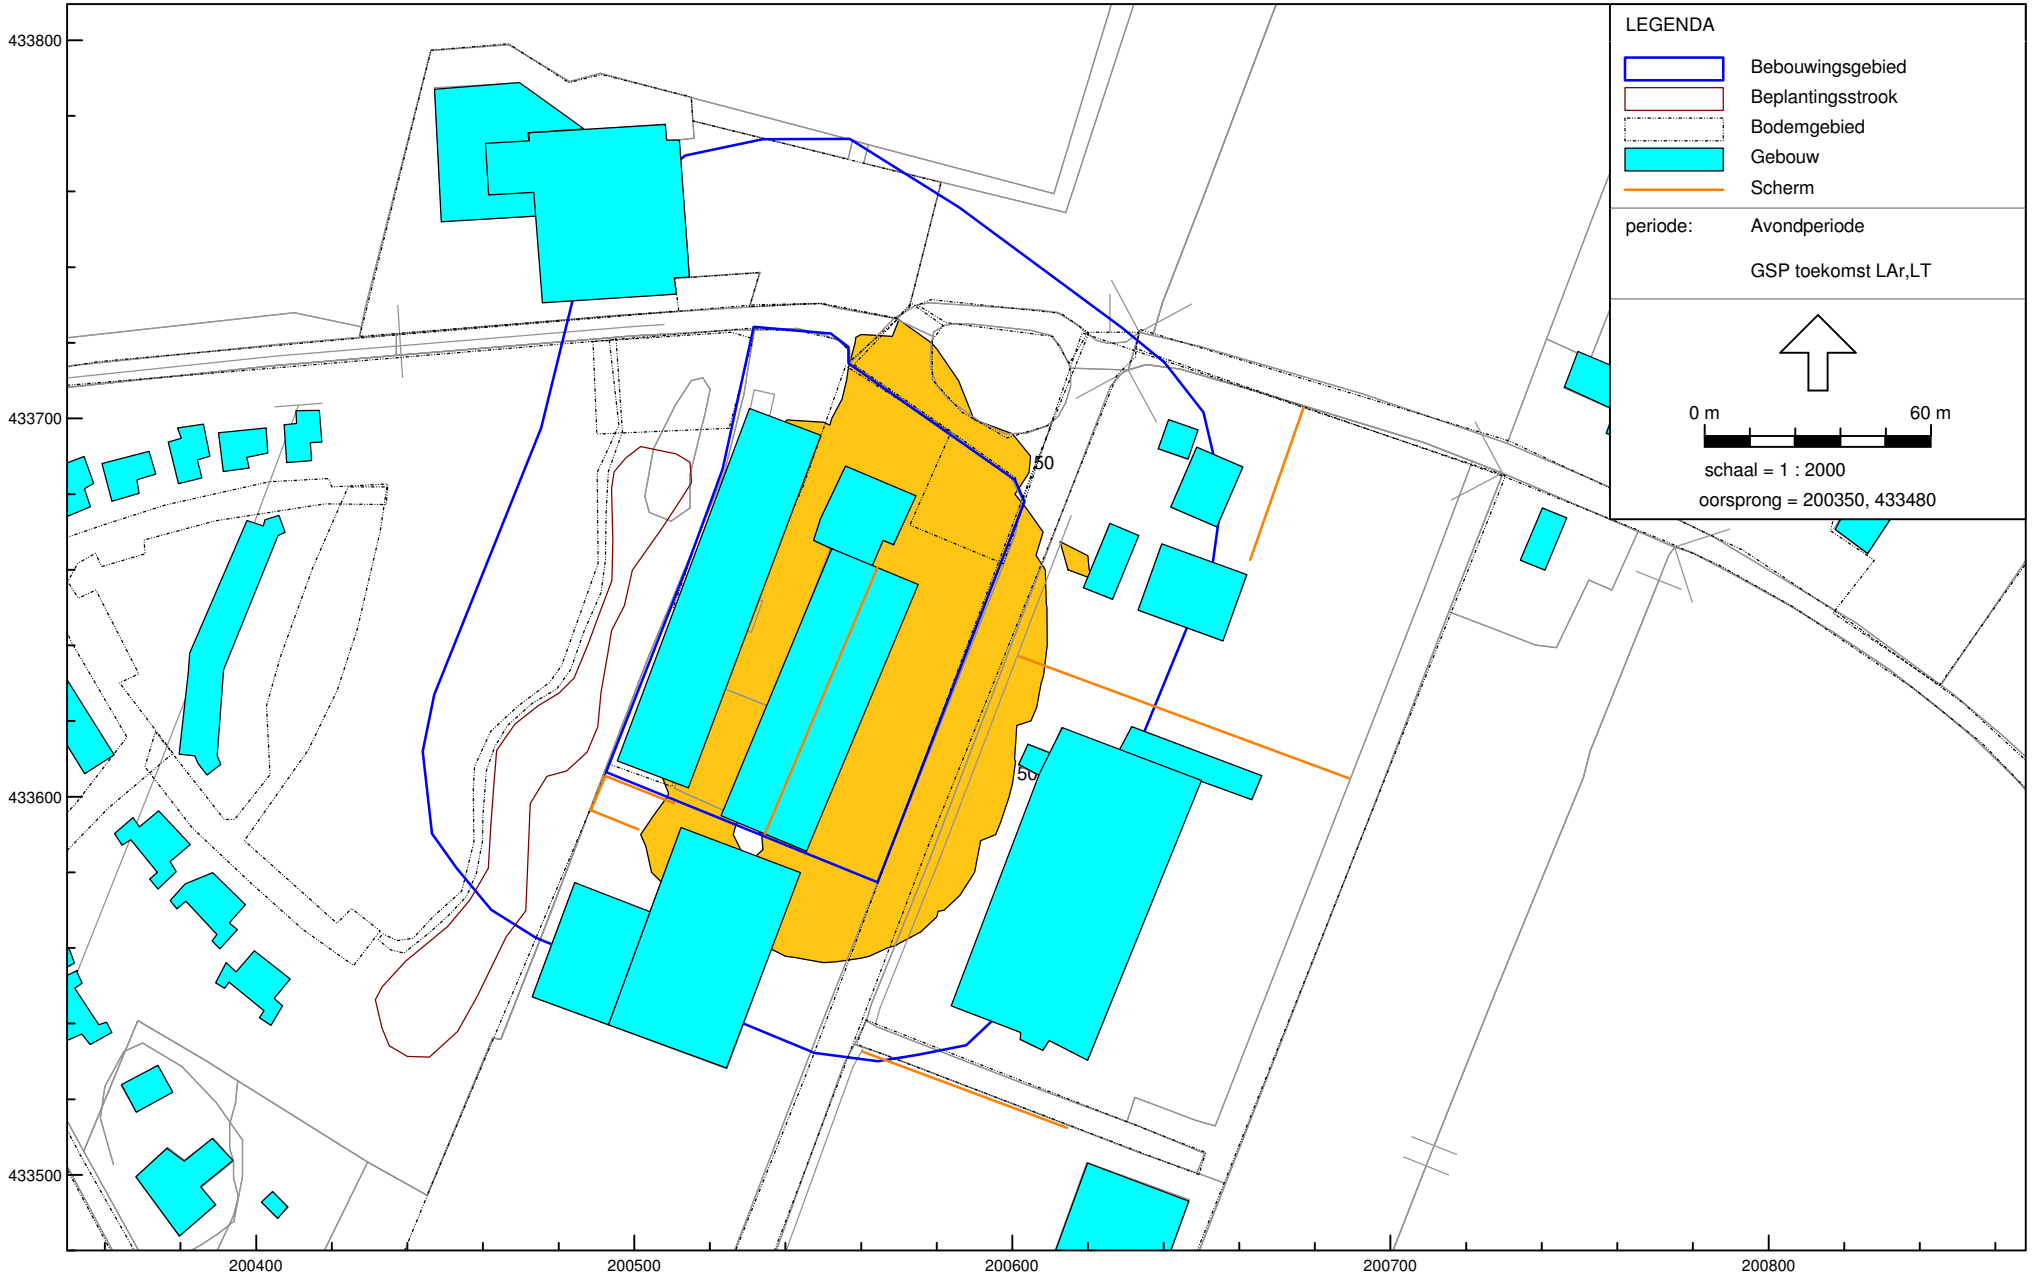 433800
433700
433600
433500
200400
200500
200600
200700
200800
50
50
LEGENDA
Bebouwingsgebied
Beplantingsstrook
Bodemgebied
Gebouw
Scherm
periode: Avondperiode
GSP toekomst LAr,LT
0 m 60 m
schaal = 1 : 2000
oorsprong = 200350, 433480